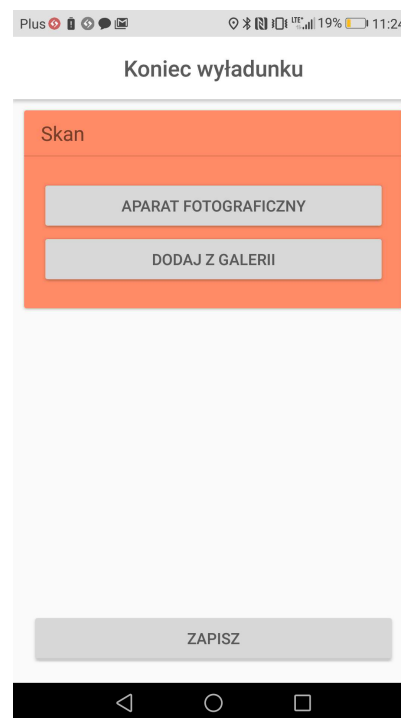 Plus 19% 11:24
Koniec wyładunku
Skan
APARAT FOTOGRAFICZNY
DODAJ Z GALERII
ZAPISZ